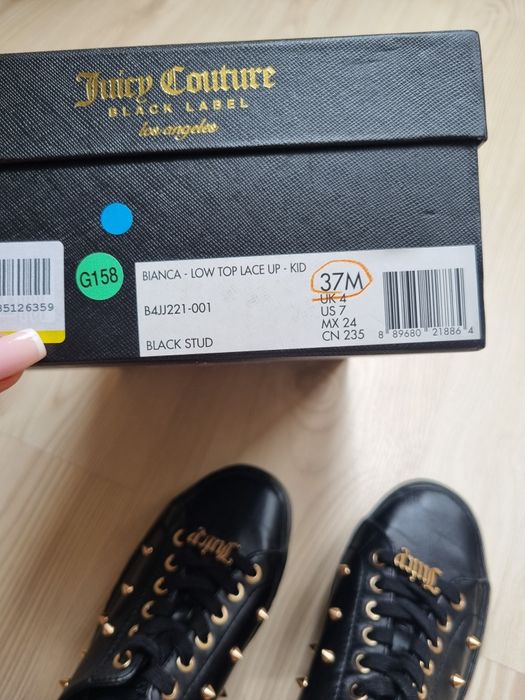 Juicy Couture
BLACK LABEL
los angeles
G158
35126359
BIANCA - LOW TOP LACE UP - KID
37M
UK 4
US 7
MX 24
CN 235
B4JJ221-001
BLACK STUD
8 89680 21886 4
Juicy
Juicy